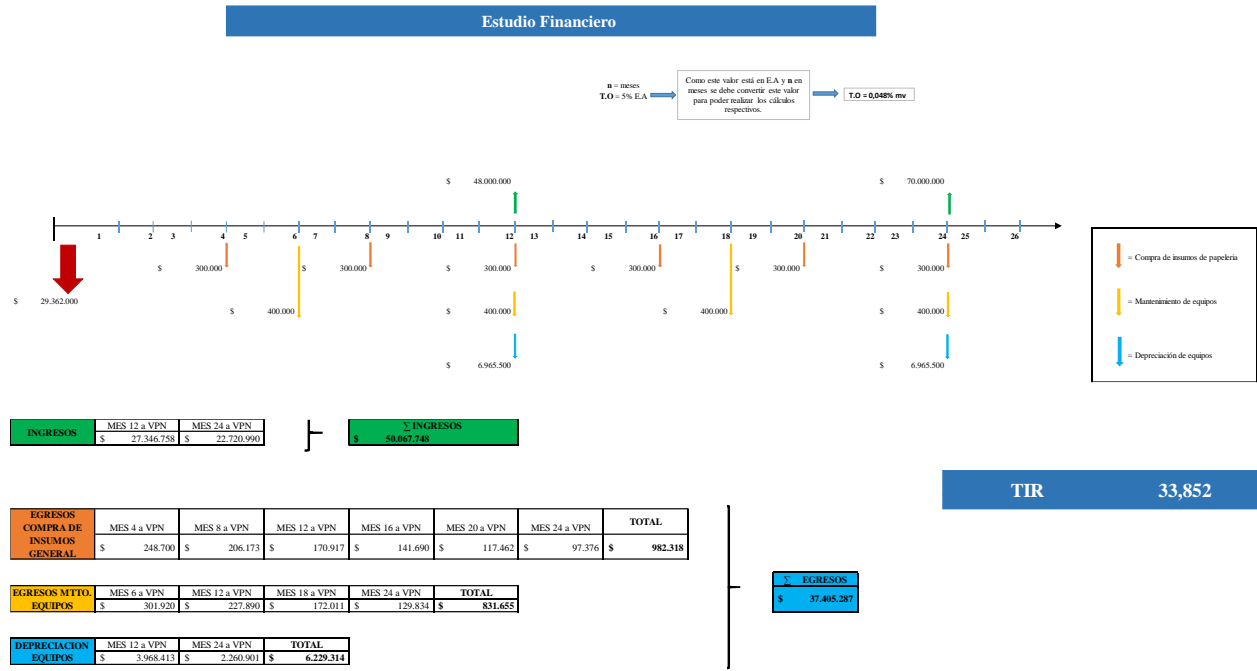 Estudio Financiero
n = meses
T.O = 5% E.A
Como este valor está en E.A y n en
meses se debe convertir este valor
para poder realizar los cálculos
respectivos.
T.O = 0,048% mv
$ 48.000.000
$ 70.000.000
1 2 3 4 5 6 7 8 9 10 11 12 13 14 15 16 17 18 19 20 21 22 23 24 25 26
$ 300.000
$ 300.000
$ 300.000
$ 300.000
$ 300.000
$ 300.000
$ 29.362.000
$ 400.000
$ 400.000
$ 400.000
$ 400.000
$ 6.965.500
$ 6.965.500
= Compra de insumos de papeleria
= Mantenimiento de equipos
= Depreciación de equipos
INGRESOS
MES 12 a VPN MES 24 a VPN
$ 27.346.758 $ 22.720.990
∑ INGRESOS
$ 50.067.748
TIR 33,852
EGRESOS
COMPRA DE
INSUMOS
GENERAL
MES 4 a VPN MES 8 a VPN MES 12 a VPN MES 16 a VPN MES 20 a VPN MES 24 a VPN TOTAL
$ 248.700 $ 206.173 $ 170.917 $ 141.690 $ 117.462 $ 97.376 $ 982.318
EGRESOS MTTO.
EQUIPOS
MES 6 a VPN MES 12 a VPN MES 18 a VPN MES 24 a VPN TOTAL
$ 301.920 $ 227.890 $ 172.011 $ 129.834 $ 831.655
∑ EGRESOS
$ 37.405.287
DEPRECIACION
EQUIPOS
MES 12 a VPN MES 24 a VPN TOTAL
$ 3.968.413 $ 2.260.901 $ 6.229.314